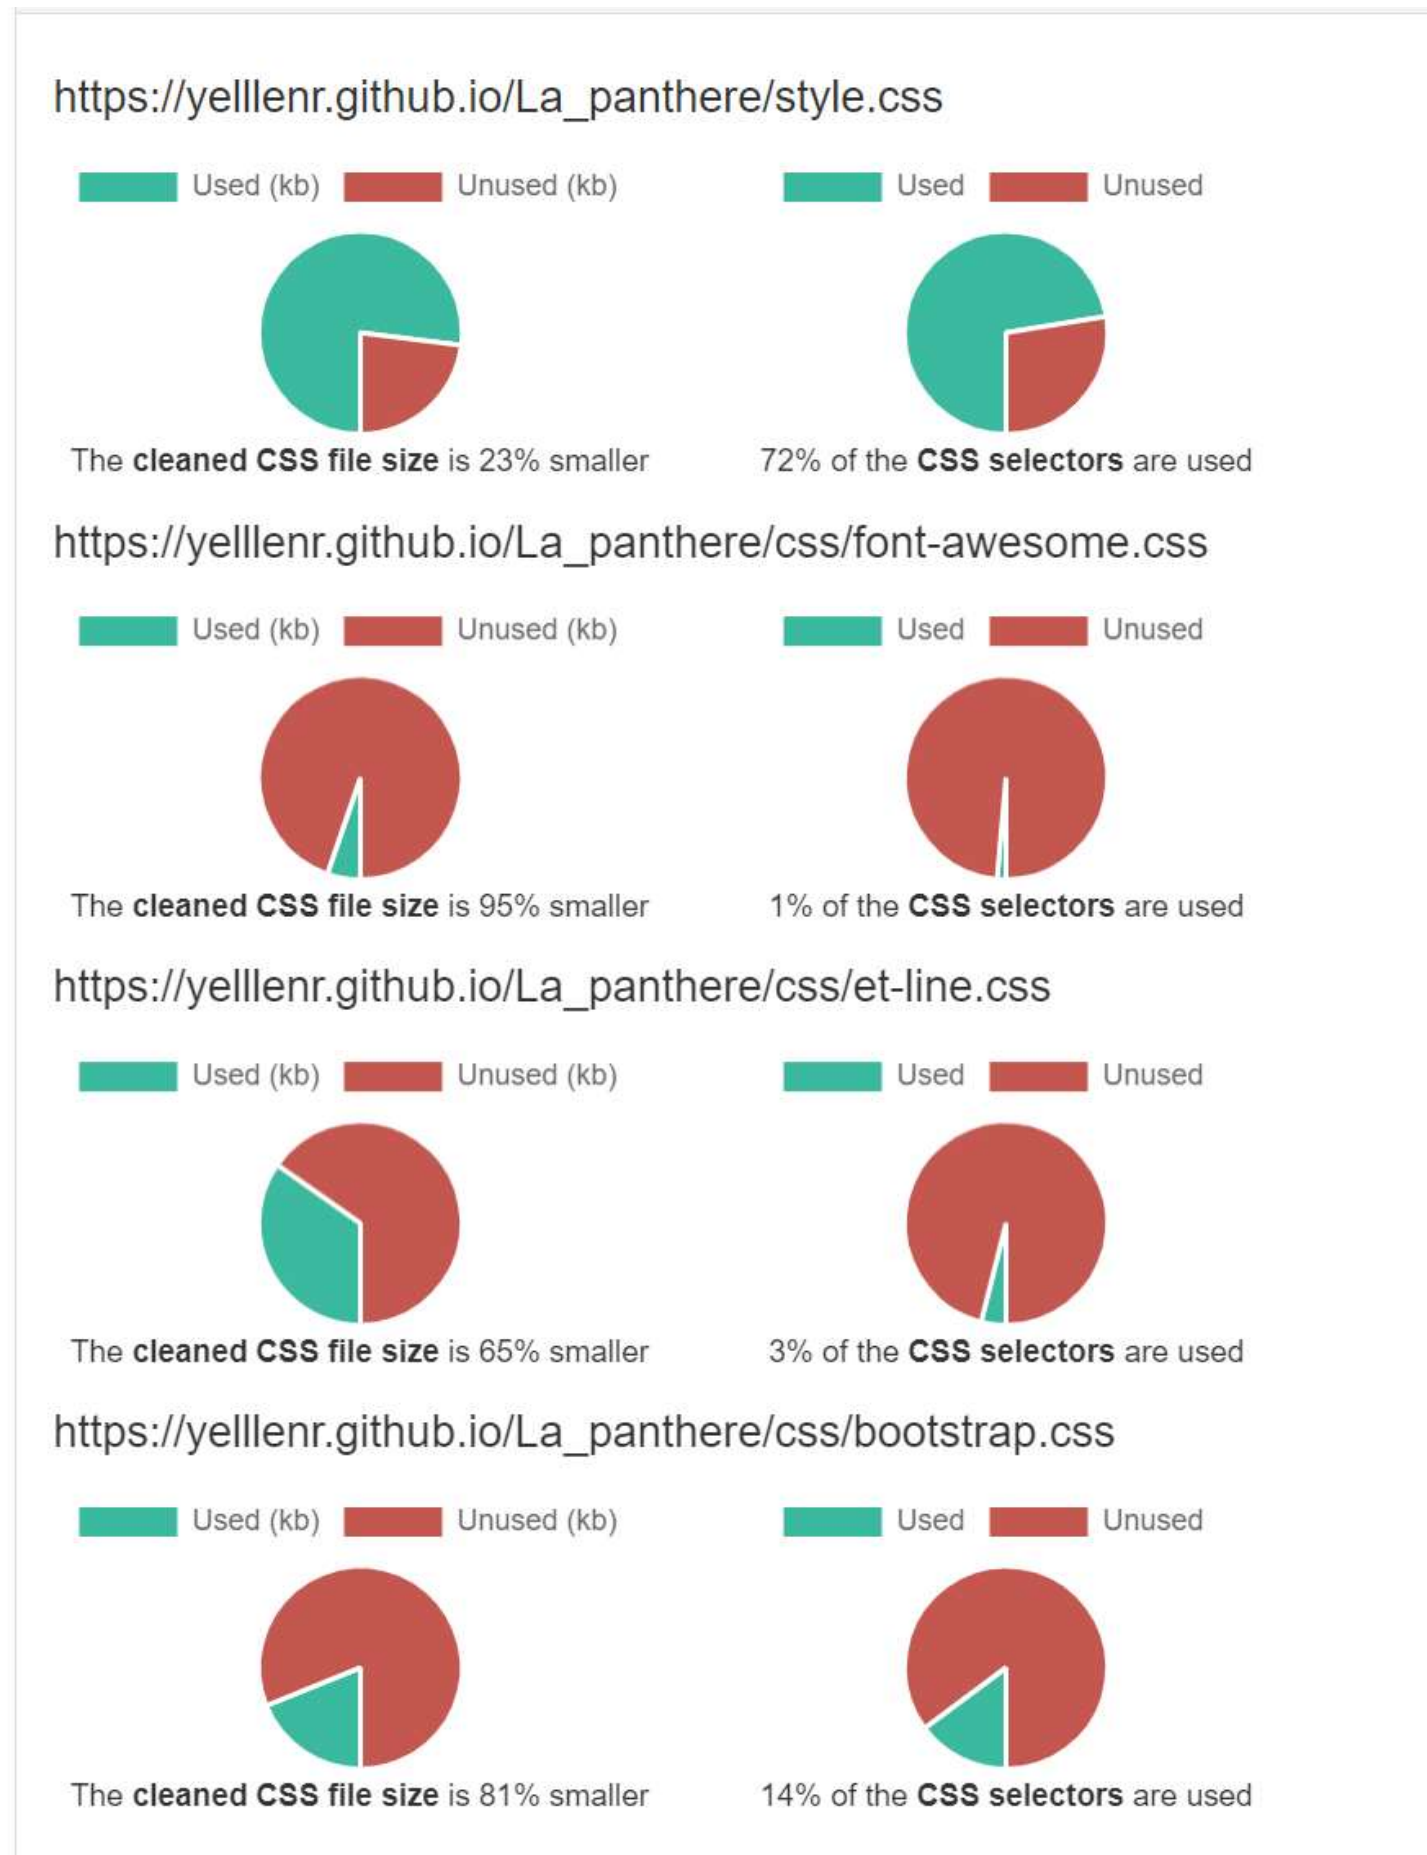 https://yelllenr.github.io/La_panthere/style.css
Used (kb) Unused (kb) Used Unused
The cleaned CSS file size is 23% smaller 72% of the CSS selectors are used
https://yelllenr.github.io/La_panthere/css/font-awesome.css
Used (kb) Unused (kb) Used Unused
The cleaned CSS file size is 95% smaller 1% of the CSS selectors are used
https://yelllenr.github.io/La_panthere/css/et-line.css
Used (kb) Unused (kb) Used Unused
The cleaned CSS file size is 65% smaller 3% of the CSS selectors are used
https://yelllenr.github.io/La_panthere/css/bootstrap.css
Used (kb) Unused (kb) Used Unused
The cleaned CSS file size is 81% smaller 14% of the CSS selectors are used